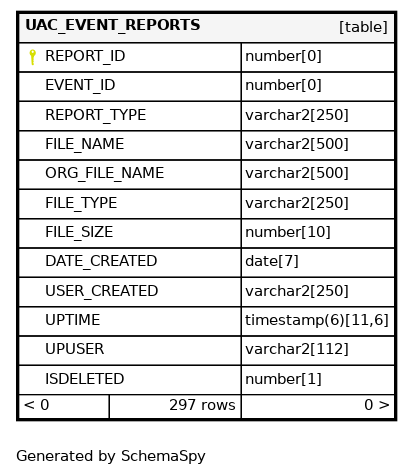 UAC_EVENT_REPORTS [table]
REPORT_ID number[0]
EVENT_ID number[0]
REPORT_TYPE varchar2[250]
FILE_NAME varchar2[500]
ORG_FILE_NAME varchar2[500]
FILE_TYPE varchar2[250]
FILE_SIZE number[10]
DATE_CREATED date[7]
USER_CREATED varchar2[250]
UPTIME timestamp(6)[11,6]
UPUSER varchar2[112]
ISDELETED number[1]
< 0 297 rows 0 >
Generated by SchemaSpy